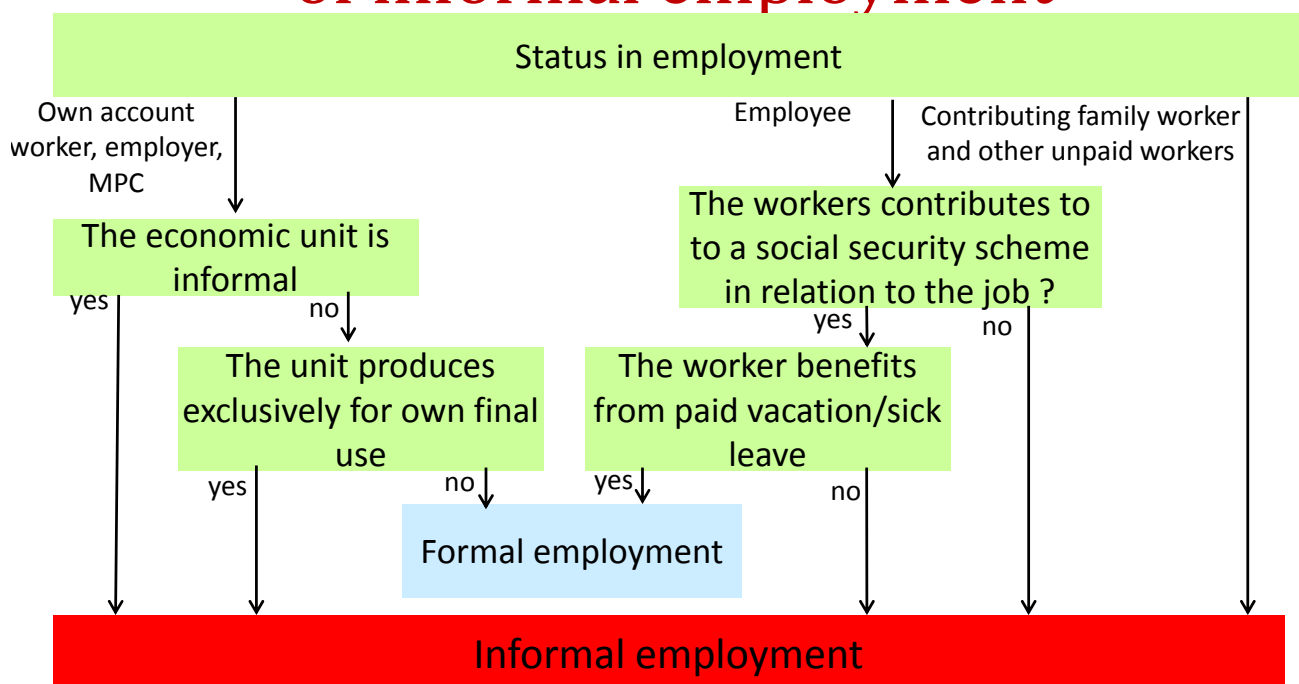 of informal employment
Status in employment
Own account
worker, employer,
MPC
Employee
Contributing family worker
and other unpaid workers
The economic unit is
informal
The workers contributes to
to a social security scheme
in relation to the job ?
yes
no
yes
no
The unit produces
exclusively for own final
use
The worker benefits
from paid vacation/sick
leave
yes
no
yes
no
Formal employment
Informal employment